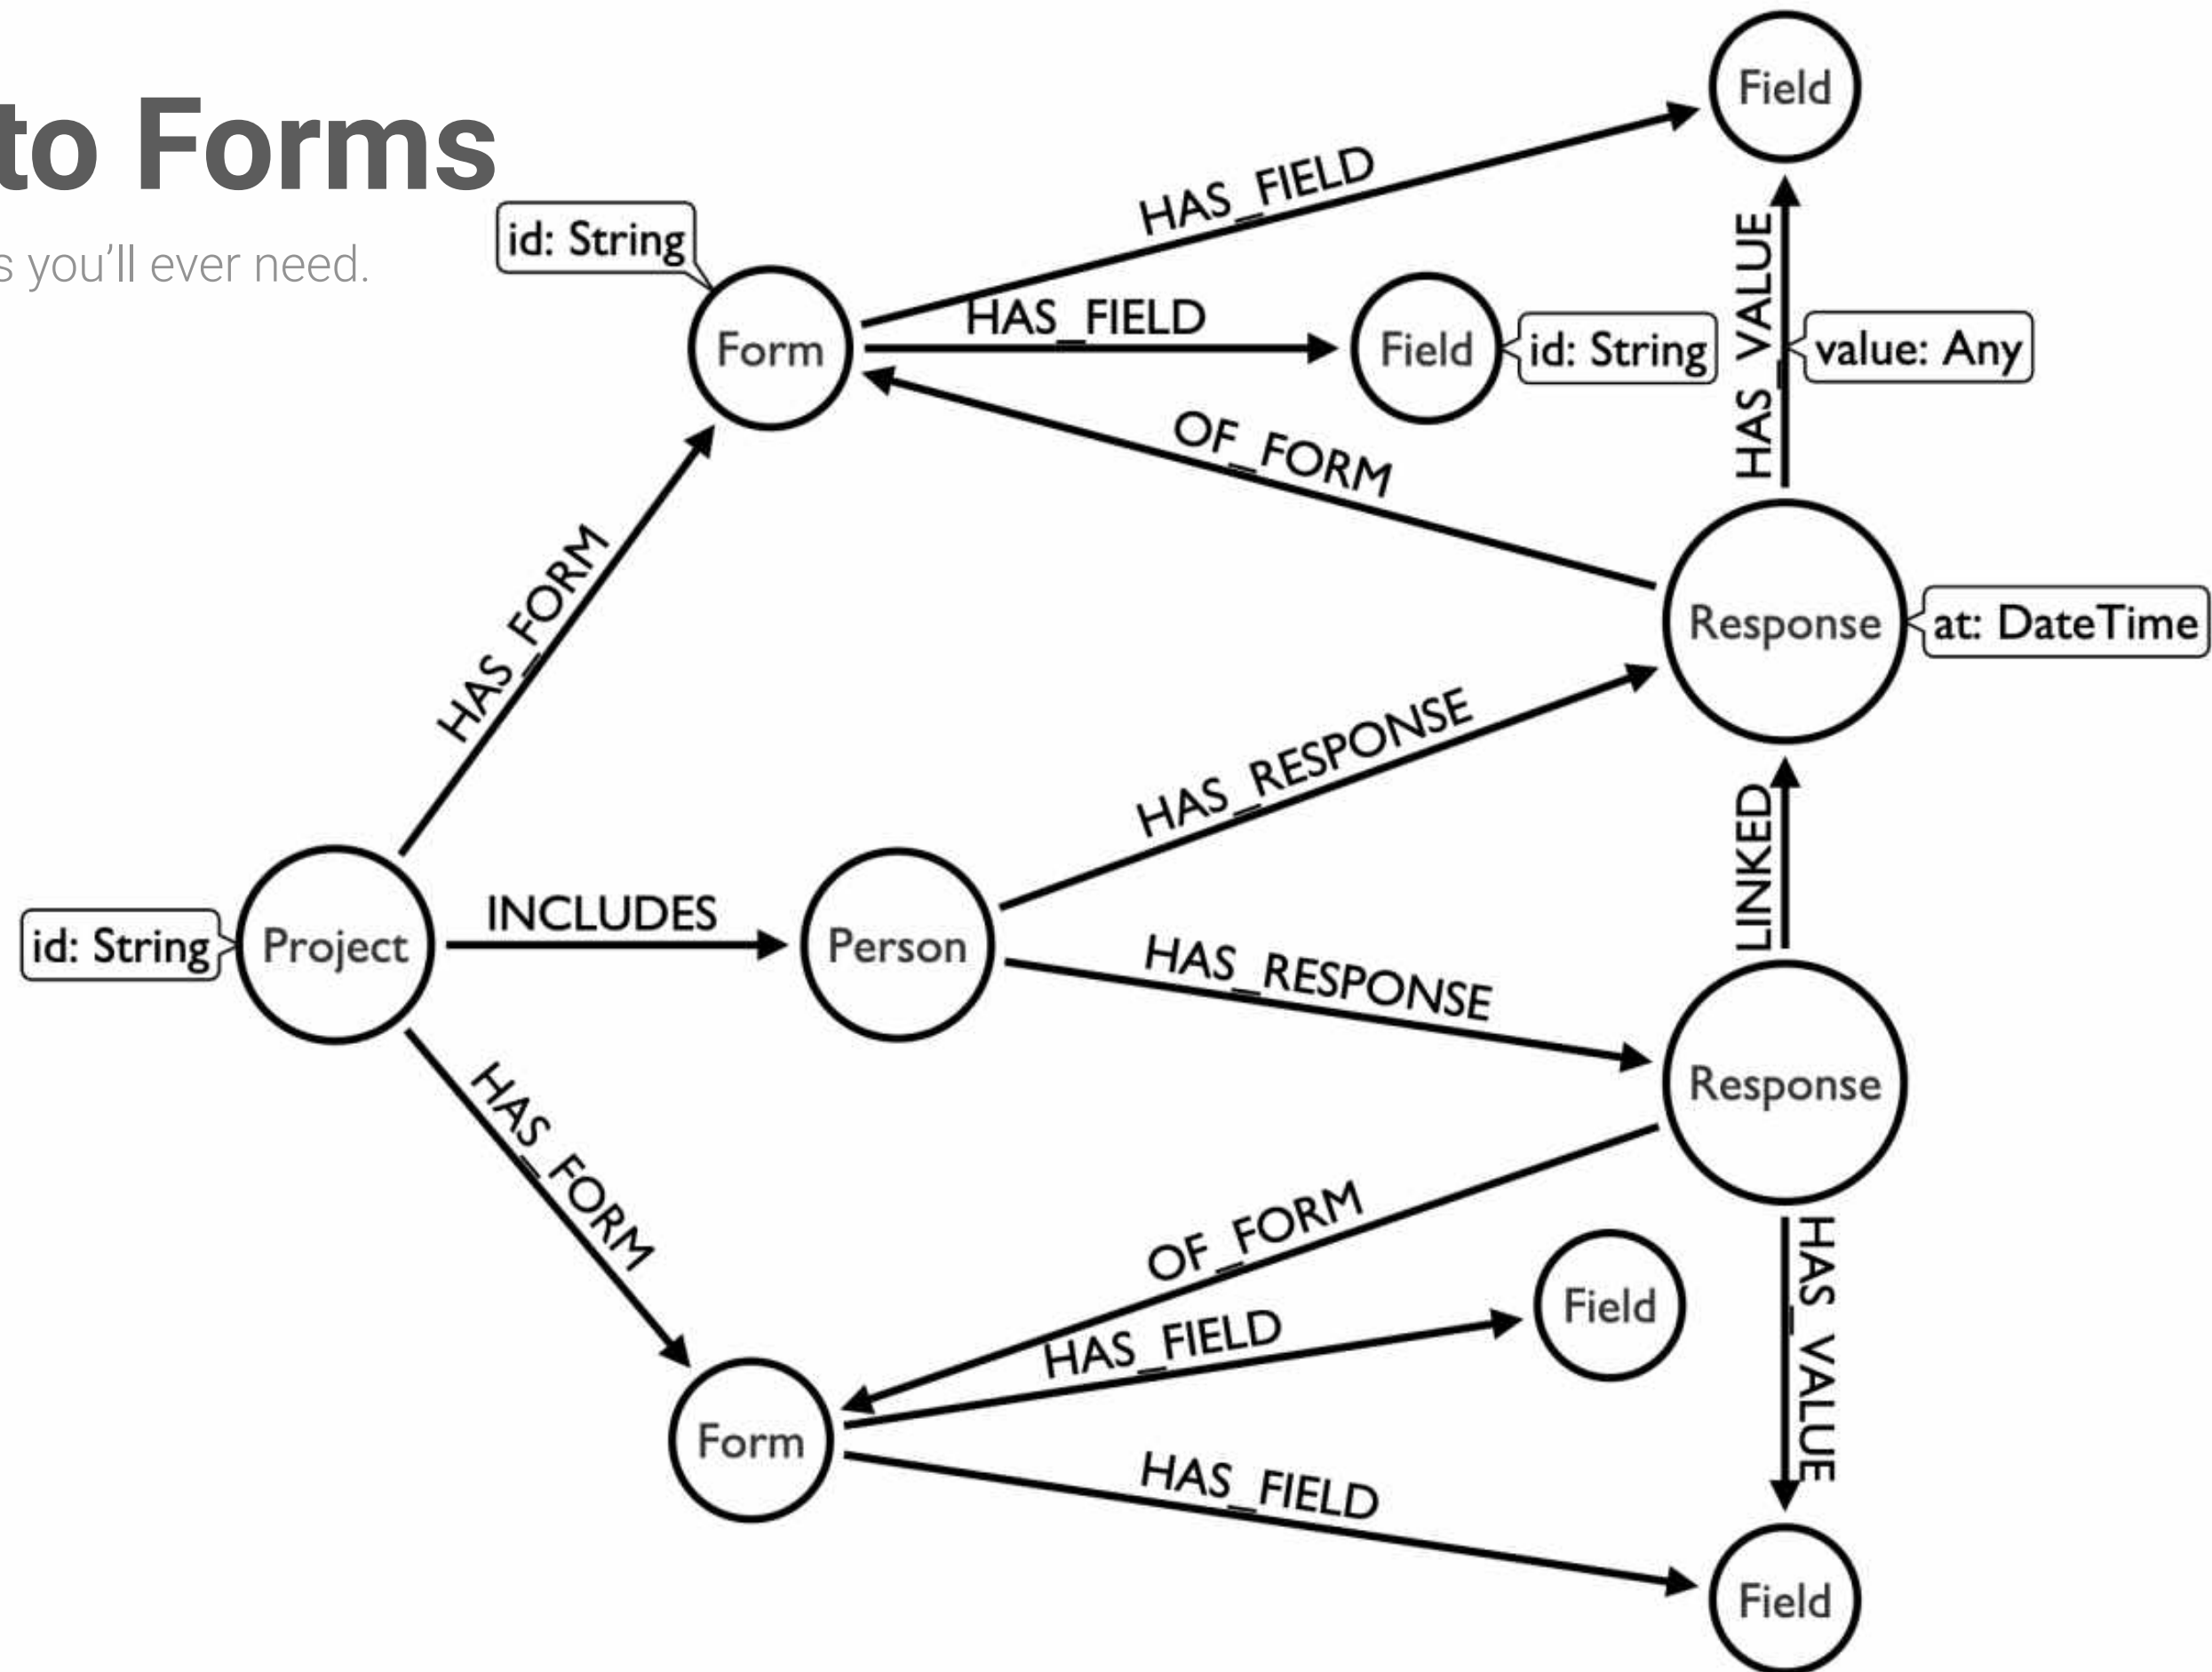 to Forms
s you'll ever need.
Field
HAS_FIELD
id: String
HAS_VALUE
HAS_FIELD
Form
Field
id: String
value: Any
OF_FORM
HAS_FORM
Response
at: DateTime
HAS_RESPONSE
LINKED
INCLUDES
id: String
Project
Person
HAS_RESPONSE
Response
HAS_FORM
OF_FORM
HAS_FIELD
Field
HAS_VALUE
Form
HAS_FIELD
Field